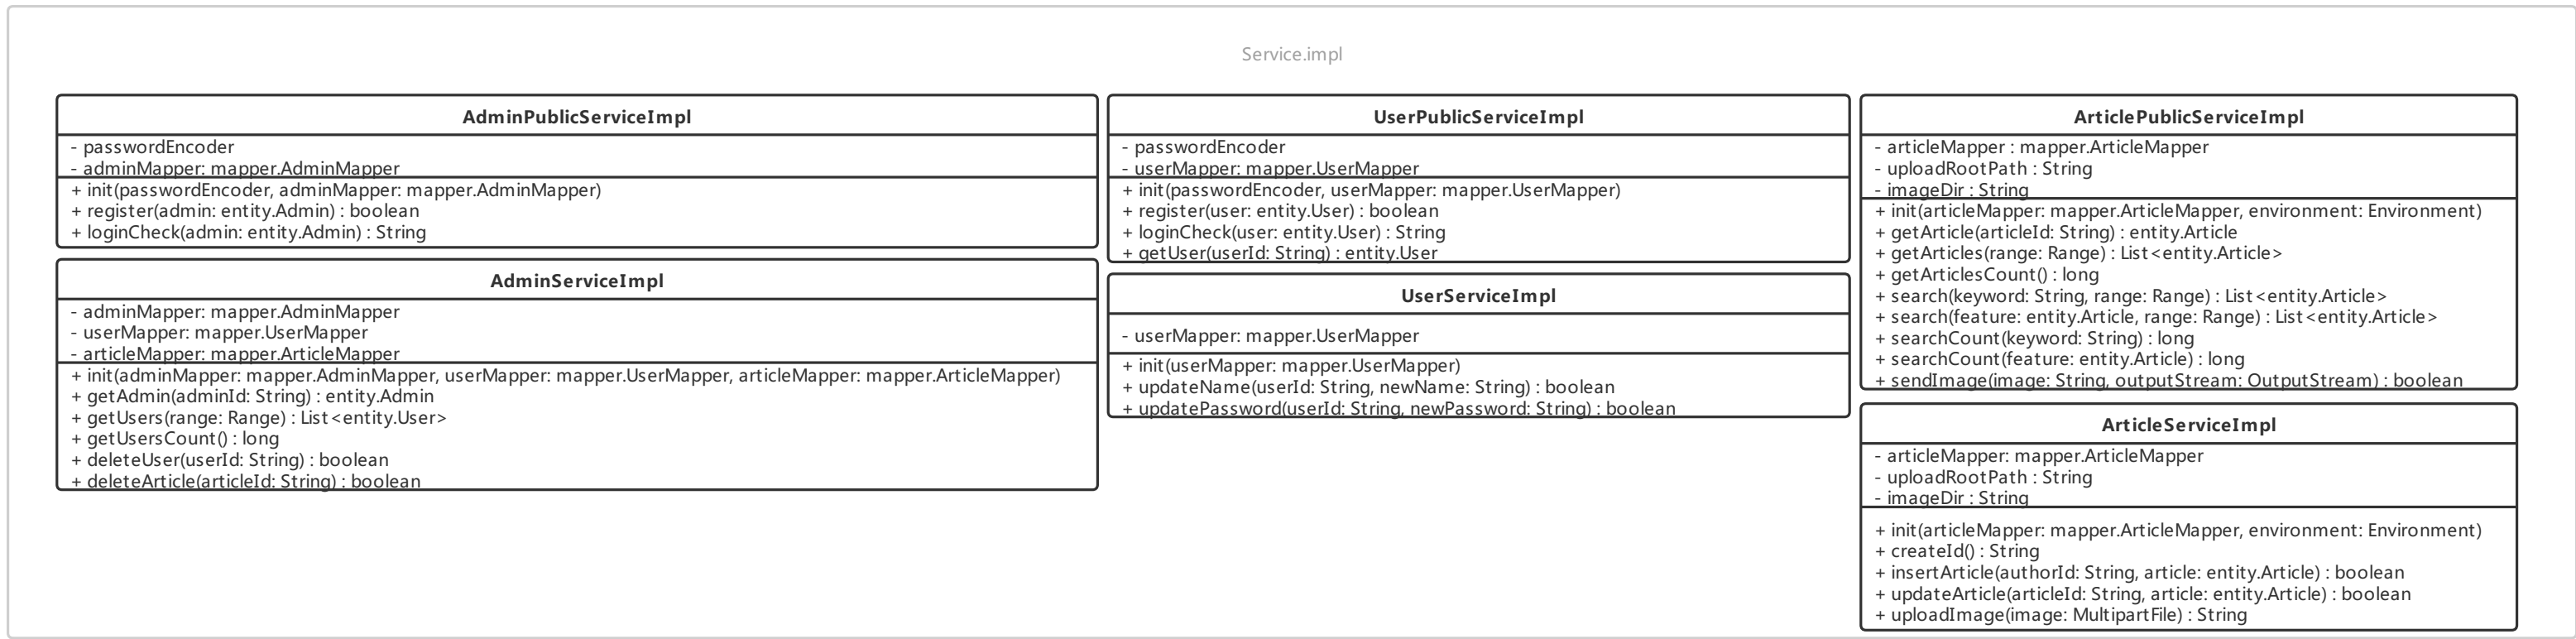 Service.impl
AdminPublicServiceImpl
- passwordEncoder
- adminMapper: mapper.AdminMapper
+ init(passwordEncoder, adminMapper: mapper.AdminMapper)
+ register(admin: entity.Admin) : boolean
+ loginCheck(admin: entity.Admin) : String
AdminServiceImpl
- adminMapper: mapper.AdminMapper
- userMapper: mapper.UserMapper
- articleMapper: mapper.ArticleMapper
+ init(adminMapper: mapper.AdminMapper, userMapper: mapper.UserMapper, articleMapper: mapper.ArticleMapper)
+ getAdmin(adminId: String) : entity.Admin
+ getUsers(range: Range) : List<entity.User>
+ getUsersCount() : long
+ deleteUser(userId: String) : boolean
+ deleteArticle(articleId: String) : boolean
UserPublicServiceImpl
- passwordEncoder
- userMapper: mapper.UserMapper
+ init(passwordEncoder, userMapper: mapper.UserMapper)
+ register(user: entity.User) : boolean
+ loginCheck(user: entity.User) : String
+ getUser(userId: String) : entity.User
UserServiceImpl
- userMapper: mapper.UserMapper
+ init(userMapper: mapper.UserMapper)
+ updateName(userId: String, newName: String) : boolean
+ updatePassword(userId: String, newPassword: String) : boolean
ArticlePublicServiceImpl
- articleMapper : mapper.ArticleMapper
- uploadRootPath : String
- imageDir : String
+ init(articleMapper: mapper.ArticleMapper, environment: Environment)
+ getArticle(articleId: String) : entity.Article
+ getArticles(range: Range) : List<entity.Article>
+ getArticlesCount() : long
+ search(keyword: String, range: Range) : List<entity.Article>
+ search(feature: entity.Article, range: Range) : List<entity.Article>
+ searchCount(keyword: String) : long
+ searchCount(feature: entity.Article) : long
+ sendImage(image: String, outputStream: OutputStream) : boolean
ArticleServiceImpl
- articleMapper: mapper.ArticleMapper
- uploadRootPath : String
- imageDir : String
+ init(articleMapper: mapper.ArticleMapper, environment: Environment)
+ createId() : String
+ insertArticle(authorId: String, article: entity.Article) : boolean
+ updateArticle(articleId: String, article: entity.Article) : boolean
+ uploadImage(image: MultipartFile) : String